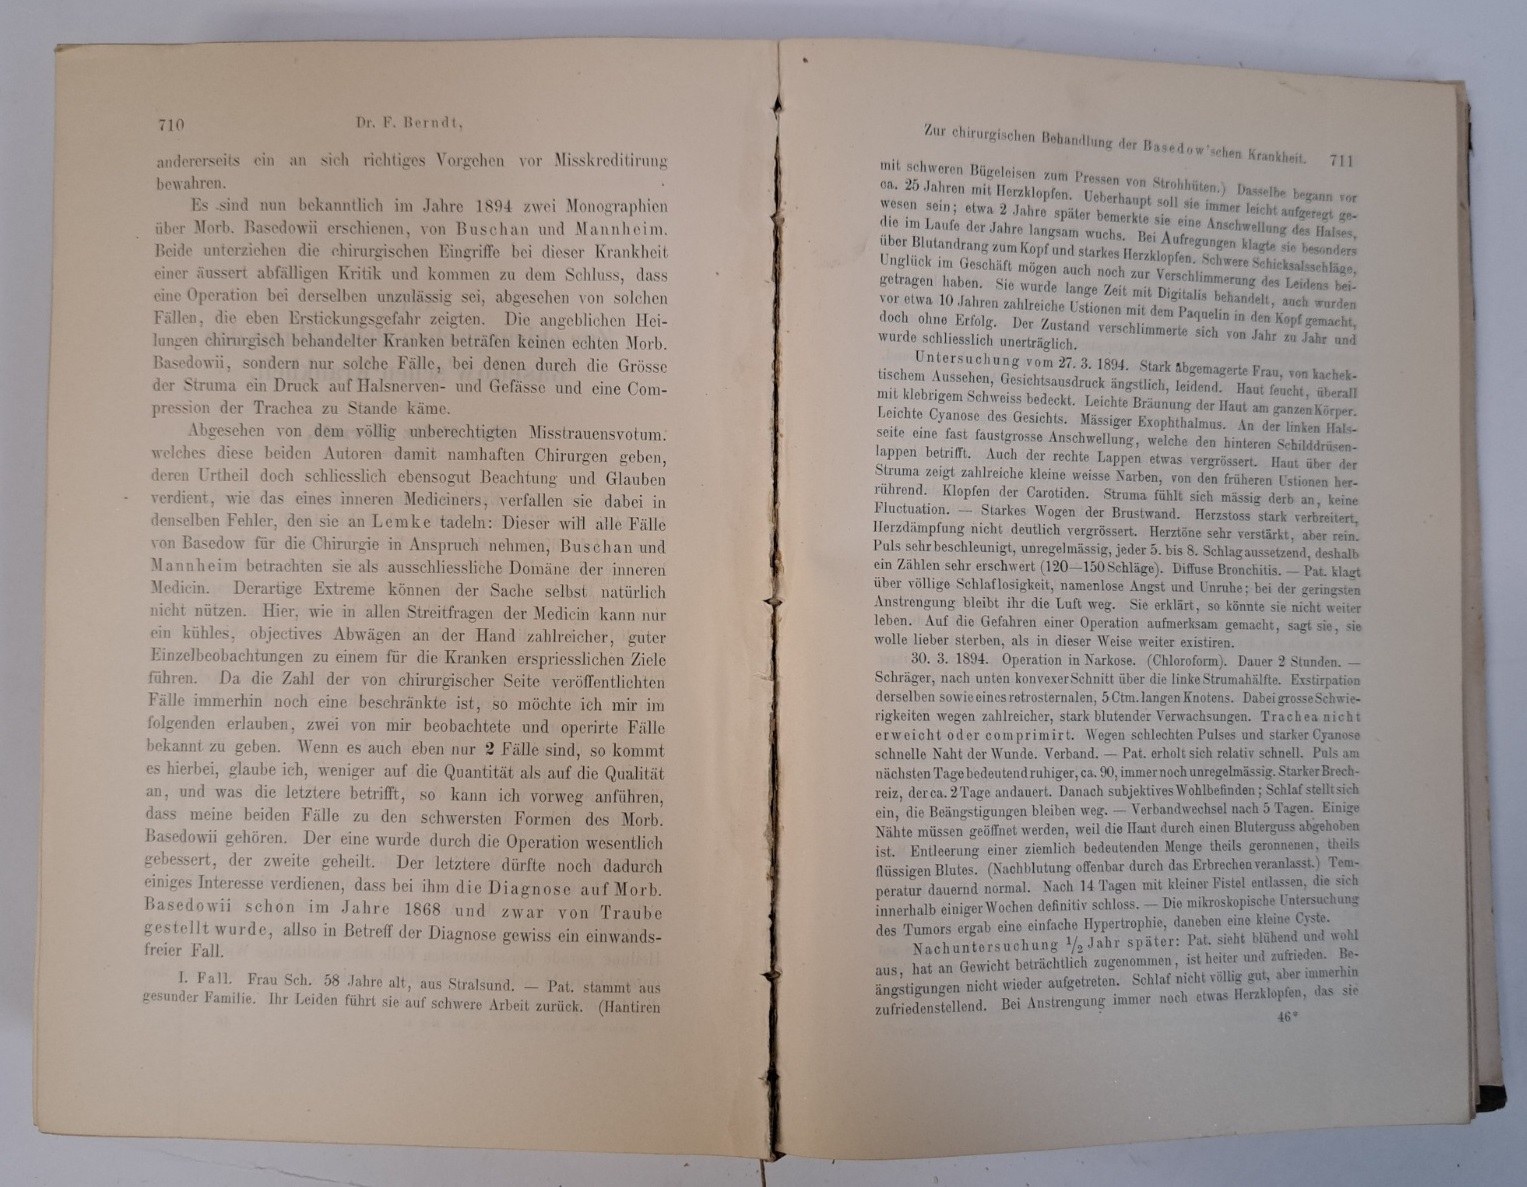 710
Dr. F. Berndt,
andererseits ein an sich richtiges Vorgehen vor Misskreditirung
bewahren.
Es sind nun bekanntlich im Jahre 1894 zwei Monographien
über Morb. Basedowii erschienen, von Buschan und Mannheim.
Beide unterziehen die chirurgischen Eingriffe bei dieser Krankheit
einer äussert abfälligen Kritik und kommen zu dem Schluss, dass
eine Operation bei derselben unzulässig sei, abgesehen von solchen
Fällen, die eben Erstickungsgefahr zeigten. Die angeblichen Hei-
lungen chirurgisch behandelter Kranken beträfen keinen echten Morb.
Basedowii, sondern nur solche Fälle, bei denen durch die Grösse
der Struma ein Druck auf Halsnerven- und Gefässe und eine Com-
pression der Trachea zu Stande käme.
Abgesehen von dem völlig unberechtigten Misstrauensvotum.
welches diese beiden Autoren damit namhaften Chirurgen geben,
deren Urtheil doch schliesslich ebensogut Beachtung und Glauben
verdient, wie das eines inneren Mediciners, verfallen sie dabei in
denselben Fehler, den sie an Lemke tadeln: Dieser will alle Fälle
von Basedow für die Chirurgie in Anspruch nehmen, Buschan und
Mannheim betrachten sie als ausschliessliche Domäne der inneren
Medicin. Derartige Extreme können der Sache selbst natürlich
nicht nützen. Hier, wie in allen Streitfragen der Medicin kann nur
ein kühles, objectives Abwägen an der Hand zahlreicher, guter
Einzelbeobachtungen zu einem für die Kranken erspriesslichen Ziele
führen. Da die Zahl der von chirurgischer Seite veröffentlichten
Fälle immerhin noch eine beschränkte ist, so möchte ich mir im
folgenden erlauben, zwei von mir beobachtete und operirte Fälle
bekannt zu geben. Wenn es auch eben nur 2 Fälle sind, so kommt
es hierbei, glaube ich, weniger auf die Quantität als auf die Qualität
an, und was die letztere betrifft, so kann ich vorweg anführen,
dass meine beiden Fälle zu den schwersten Formen des Morb.
Basedowii gehören. Der eine wurde durch die Operation wesentlich
gebessert, der zweite geheilt. Der letztere dürfte noch dadurch
einiges Interesse verdienen, dass bei ihm die Diagnose auf Morb.
Basedowii schon im Jahre 1868 und zwar von Traube
gestellt wurde, allso in Betreff der Diagnose gewiss ein einwands-
freier Fall.
I. Fall. Frau Sch. 58 Jahre alt, aus Stralsund. — Pat. stammt aus
gesunder Familie. Ihr Leiden führt sie auf schwere Arbeit zurück. (Hantiren
Zur chirurgischen Behandlung der Basedow'schen Krankheit. 711
mit schweren Bügeleisen zum Pressen von Strohhüten.) Dasselbe begann vor
ca. 25 Jahren mit Herzklopfen. Ueberhaupt soll sie immer leicht aufgeregt ge-
wesen sein; etwa 2 Jahre später bemerkte sie eine Anschwellung des Halses,
die im Laufe der Jahre langsam wuchs. Bei Aufregungen klagte sie besonders
über Blutandrang zum Kopf und starkes Herzklopfen. Schwere Schicksalsschläge,
Unglück im Geschäft mögen auch noch zur Verschlimmerung des Leidens bei-
getragen haben. Sie wurde lange Zeit mit Digitalis behandelt, auch wurden
vor etwa 10 Jahren zahlreiche Ustionen mit dem Paquelin in den Kopf gemacht,
doch ohne Erfolg. Der Zustand verschlimmerte sich von Jahr zu Jahr und
wurde schliesslich unerträglich.
Untersuchung vom 27. 3. 1894. Stark abgemagerte Frau, von kachek-
tischem Aussehen, Gesichtsausdruck ängstlich, leidend. Haut feucht, überall
mit klebrigem Schweiss bedeckt. Leichte Bräunung der Haut am ganzen Körper.
Leichte Cyanose des Gesichts. Mässiger Exophthalmus. An der linken Hals-
seite eine fast faustgrosse Anschwellung, welche den hinteren Schilddrüsen-
lappen betrifft. Auch der rechte Lappen etwas vergrössert. Haut über der
Struma zeigt zahlreiche kleine weisse Narben, von den früheren Ustionen her-
rührend. Klopfen der Carotiden. Struma fühlt sich mässig derb an, keine
Fluctuation. — Starkes Wogen der Brustwand. Herzstoss stark verbreitert,
Herzdämpfung nicht deutlich vergrössert. Herztöne sehr verstärkt, aber rein.
Puls sehr beschleunigt, unregelmässig, jeder 5. bis 8. Schlag aussetzend, deshalb
ein Zählen sehr erschwert (120—150 Schläge). Diffuse Bronchitis. — Pat. klagt
über völlige Schlaflosigkeit, namenlose Angst und Unruhe; bei der geringsten
Anstrengung bleibt ihr die Luft weg. Sie erklärt, so könnte sie nicht weiter
leben. Auf die Gefahren einer Operation aufmerksam gemacht, sagt sie, sie
wolle lieber sterben, als in dieser Weise weiter existiren.
30. 3. 1894. Operation in Narkose. (Chloroform). Dauer 2 Stunden. —
Schräger, nach unten konvexer Schnitt über die linke Strumahälfte. Exstirpation
derselben sowie eines retrosternalen, 5 Ctm. langen Knotens. Dabei grosse Schwie-
rigkeiten wegen zahlreicher, stark blutender Verwachsungen. Trachea nicht
erweicht oder comprimirt. Wegen schlechten Pulses und starker Cyanose
schnelle Naht der Wunde. Verband. — Pat. erholt sich relativ schnell. Puls am
nächsten Tage bedeutend ruhiger, ca. 90, immer noch unregelmässig. Starker Brech-
reiz, der ca. 2 Tage andauert. Danach subjektives Wohlbefinden; Schlaf stellt sich
ein, die Beängstigungen bleiben weg. — Verbandwechsel nach 5 Tagen. Einige
Nähte müssen geöffnet werden, weil die Haut durch einen Bluterguss abgehoben
ist. Entleerung einer ziemlich bedeutenden Menge theils geronnenen, theils
flüssigen Blutes. (Nachblutung offenbar durch das Erbrechen veranlasst.) Tem-
peratur dauernd normal. Nach 14 Tagen mit kleiner Fistel entlassen, die sich
innerhalb einiger Wochen definitiv schloss. — Die mikroskopische Untersuchung
des Tumors ergab eine einfache Hypertrophie, daneben eine kleine Cyste.
Nachuntersuchung ½ Jahr später: Pat. sieht blühend und wohl
aus, hat an Gewicht beträchtlich zugenommen, ist heiter und zufrieden. Be-
ängstigungen nicht wieder aufgetreten. Schlaf nicht völlig gut, aber immerhin
zufriedenstellend. Bei Anstrengung immer noch etwas Herzklopfen, das sie
46*